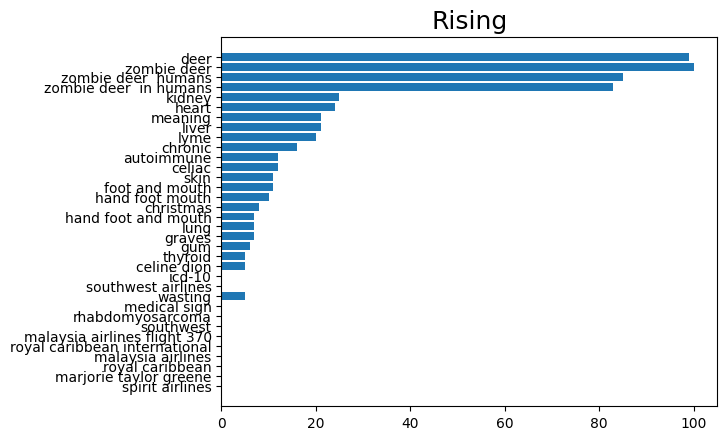 Rising
deer
zombie deer
zombie deer  humans
zombie deer  in humans
kidney
heart
meaning
liver
lyme
chronic
autoimmune
celiac
skin
foot and mouth
hand foot mouth
christmas
hand foot and mouth
lung
graves
gum
thyroid
celine dion
icd-10
southwest airlines
wasting
medical sign
rhabdomyosarcoma
southwest
malaysia airlines flight 370
royal caribbean international
malaysia airlines
royal caribbean
marjorie taylor greene
spirit airlines
0 20 40 60 80 100